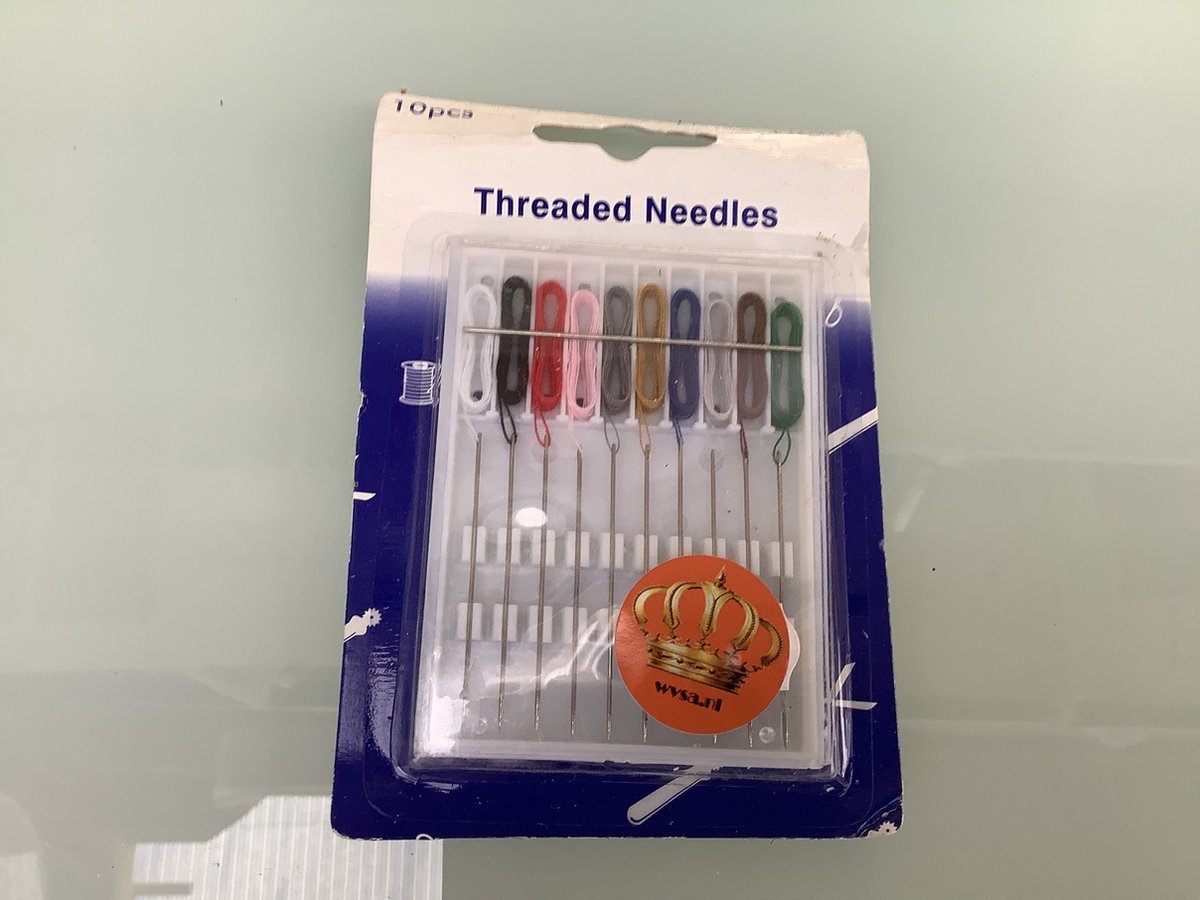 10pcs
Threaded Needles
wvsa.nl